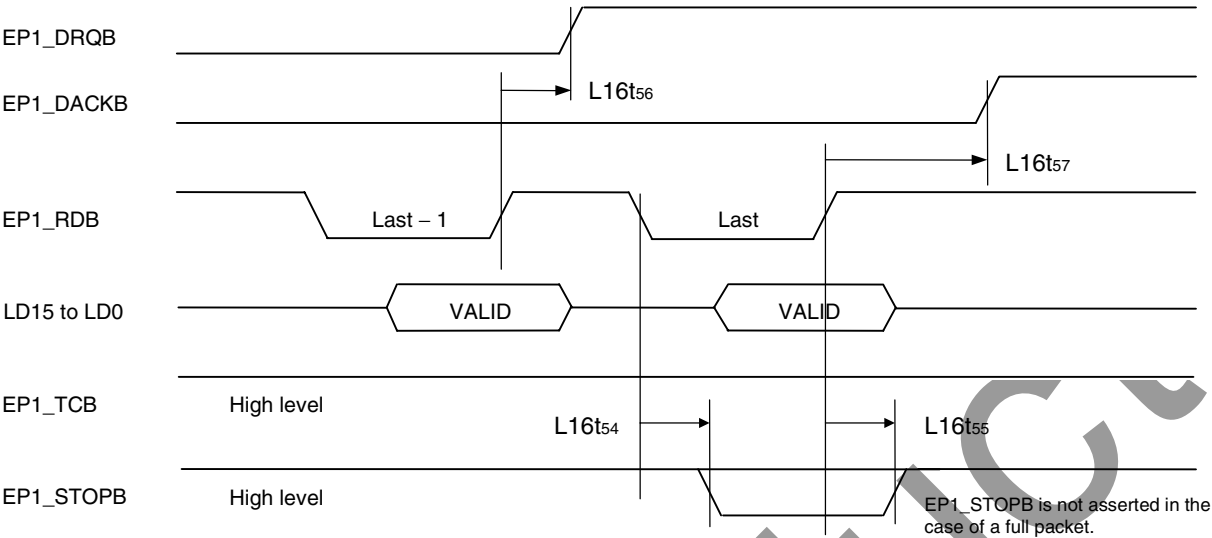 EP1_DRQB
L16t56
EP1_DACKB
L16t57
EP1_RDB
Last – 1
Last
LD15 to LD0
VALID
VALID
EP1_TCB
High level
L16t54
L16t55
EP1_STOPB
High level
EP1_STOPB is not asserted in the
case of a full packet.